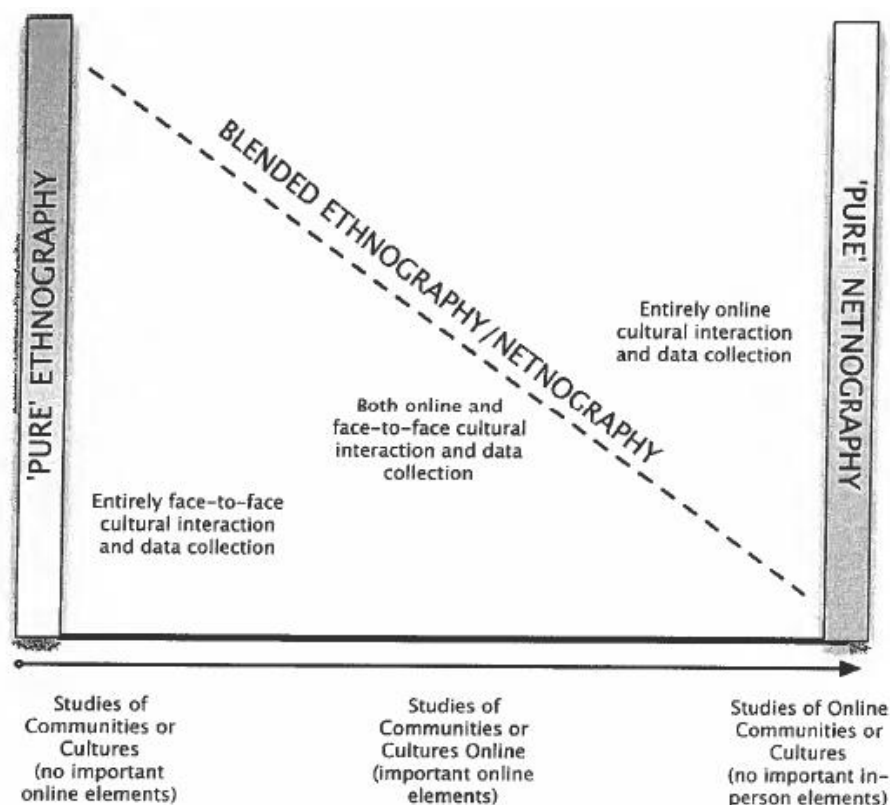 'PURE' ETHNOGRAPHY
BLENDED ETHNOGRAPHY/NETNOGRAPHY
'PURE' NETNOGRAPHY
Entirely online
cultural interaction
and data collection
Both online and
face-to-face cultural
interaction and data
collection
Entirely face-to-face
cultural interaction
and data collection
Studies of
Communities or
Cultures
(no important
online elements)
Studies of
Communities or
Cultures Online
(important online
elements)
Studies of Online
Communities or
Cultures
(no important in-
person elements)